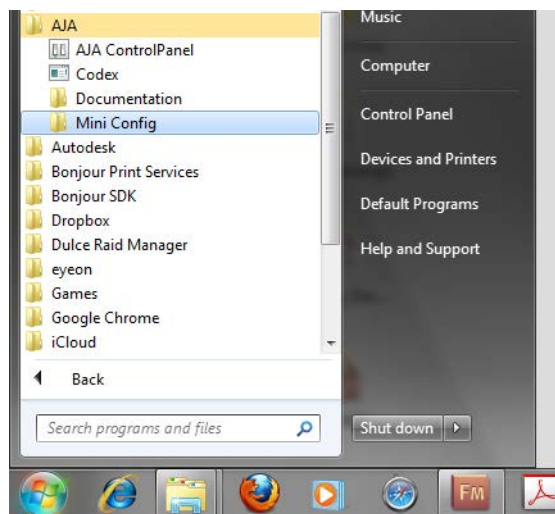 AJA
AJA ControlPanel
Codex
Documentation
Mini Config
Autodesk
Bonjour Print Services
Bonjour SDK
Dropbox
Dulce Raid Manager
eyeon
Games
Google Chrome
iCloud
Back
Search programs and files
Music
Computer
Control Panel
Devices and Printers
Default Programs
Help and Support
Shut down
FM